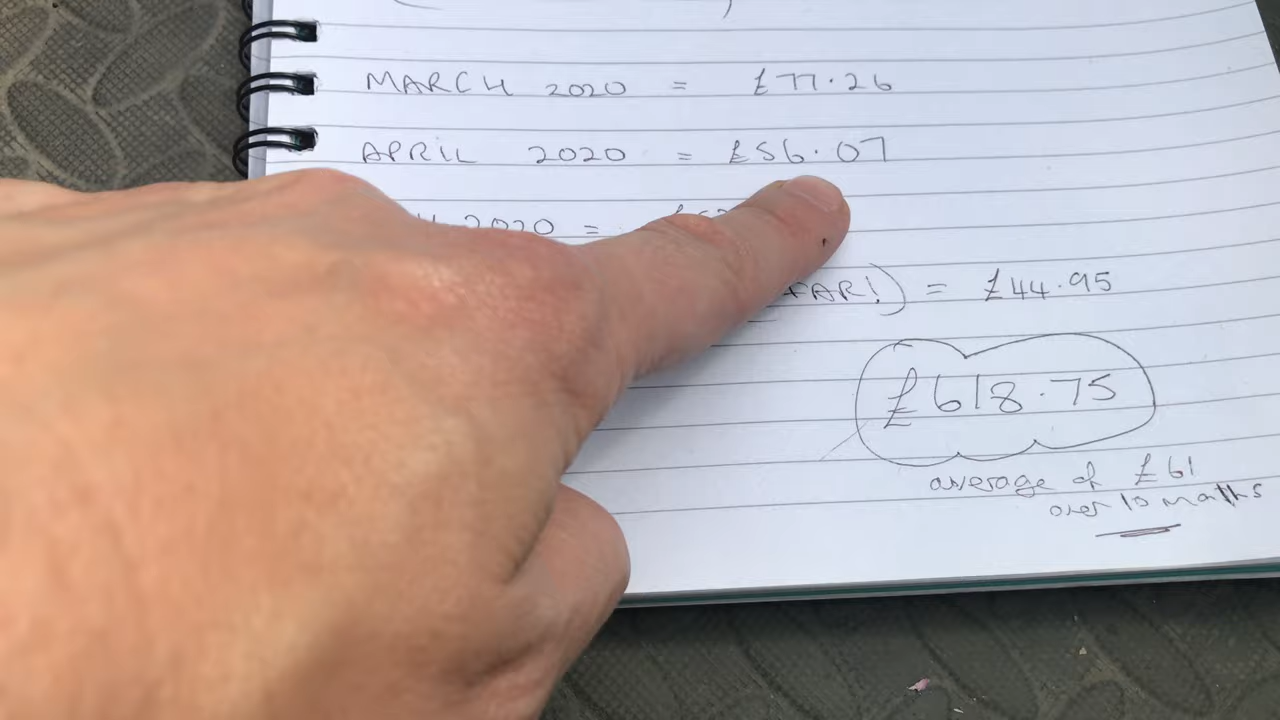 MARCH 2020 = £77.26
APRIL 2020 = £56.07
2020 =
FAR!) = £44.95
£618.75
average of £61
over 10 months